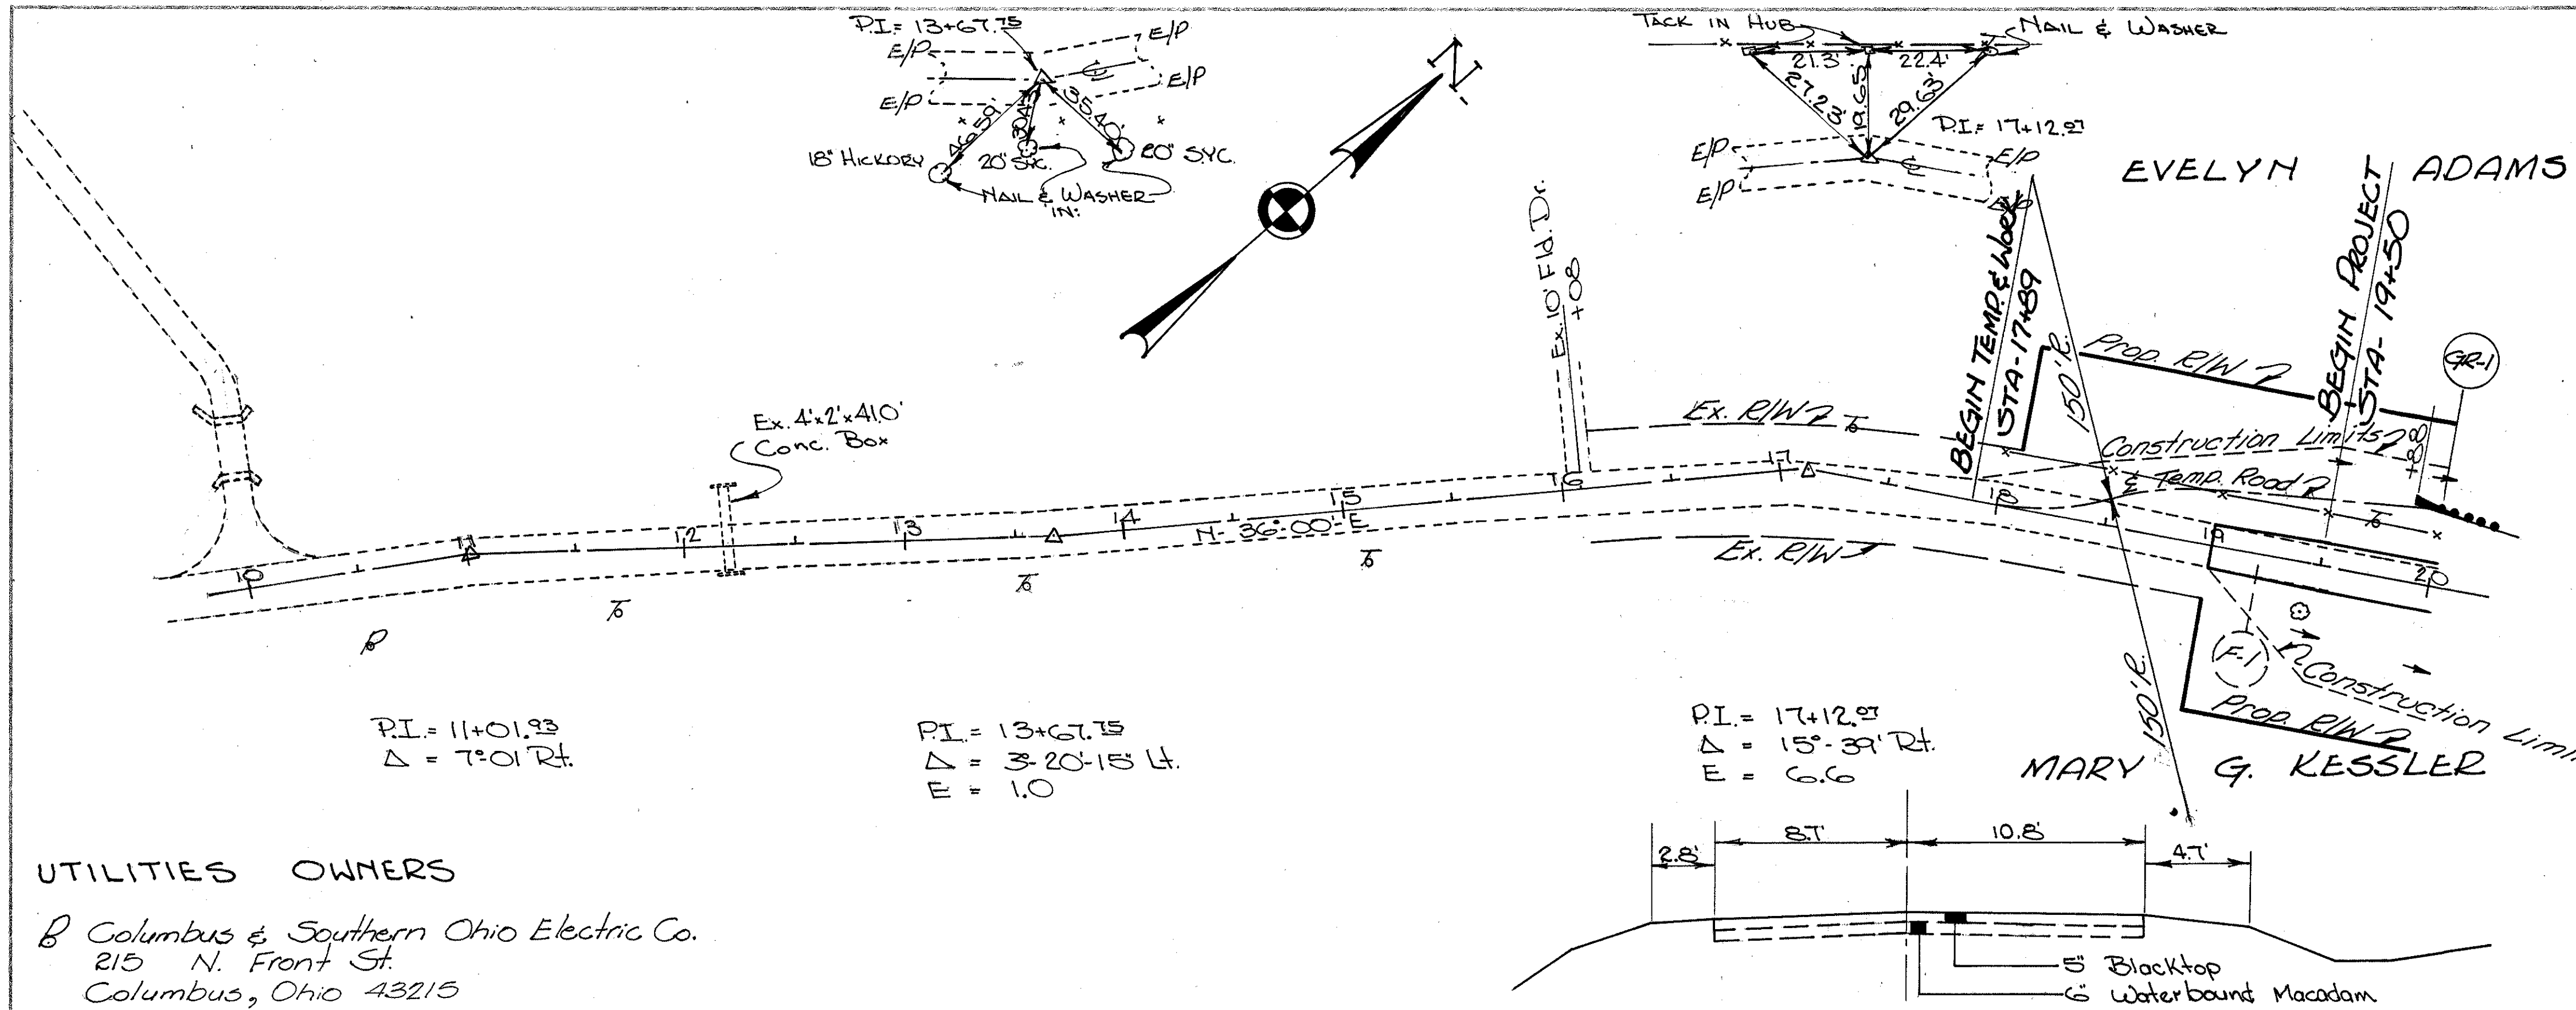 P.I. = 13+67.75
E/P
E/P
E/P
E/P
℄
46.59'
30.43'
35.40'
18" HICKORY
20" SYC.
20" SYC.
NAIL & WASHER
IN:
N
TACK IN HUB
NAIL & WASHER
21.3'
22.4'
27.23'
19.65'
29.63'
P.I. = 17+12.07
E/P
E/P
E/P
E/P
℄
EVELYN ADAMS
Ex. 10' Fld. Dr.
+08
BEGIN TEMP. & Work
STA-17+89
BEGIN PROJECT
STA-19+50
GR-1
150' R.
Prop. R/W
Ex. R/W
Construction Limits
& Temp. Road
+88
Ex. 4'x2'x41.0'
Conc. Box
10
11
12
13
14
15
16
17
18
19
20
N-36°-00'-E
Ex. R/W
F-1
Construction Limi
Prop. R/W
150' R.
MARY G. KESSLER
P.I. = 11+01.93
Δ = 7°-01' Rt.
P.I. = 13+67.75
Δ = 3°-20'-15" Lt.
E = 1.0
P.I. = 17+12.07
Δ = 15°-39' Rt.
E = 6.6
2.8'
8.7'
10.8'
4.7'
5" Blacktop
6" Waterbound Macadam
UTILITIES OWNERS
Columbus & Southern Ohio Electric Co.
215 N. Front St.
Columbus, Ohio 43215